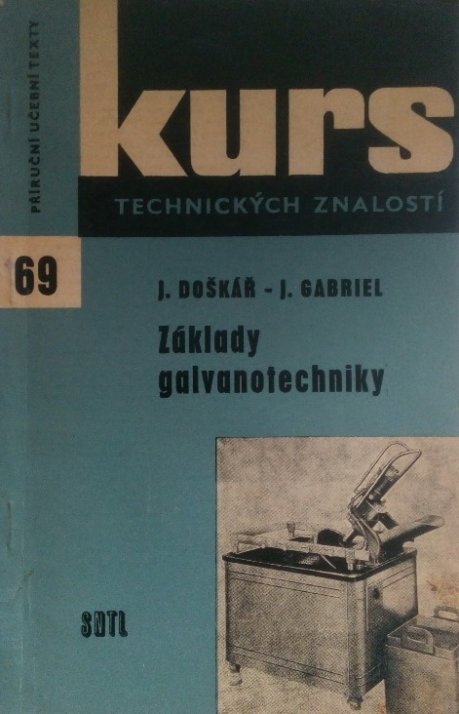 PŘÍRUČNÍ UČEBNÍ TEXTY
kurs
TECHNICKÝCH ZNALOSTÍ
69
J. DOŠKÁŘ - J. GABRIEL
Základy
galvanotechniky
SNTL